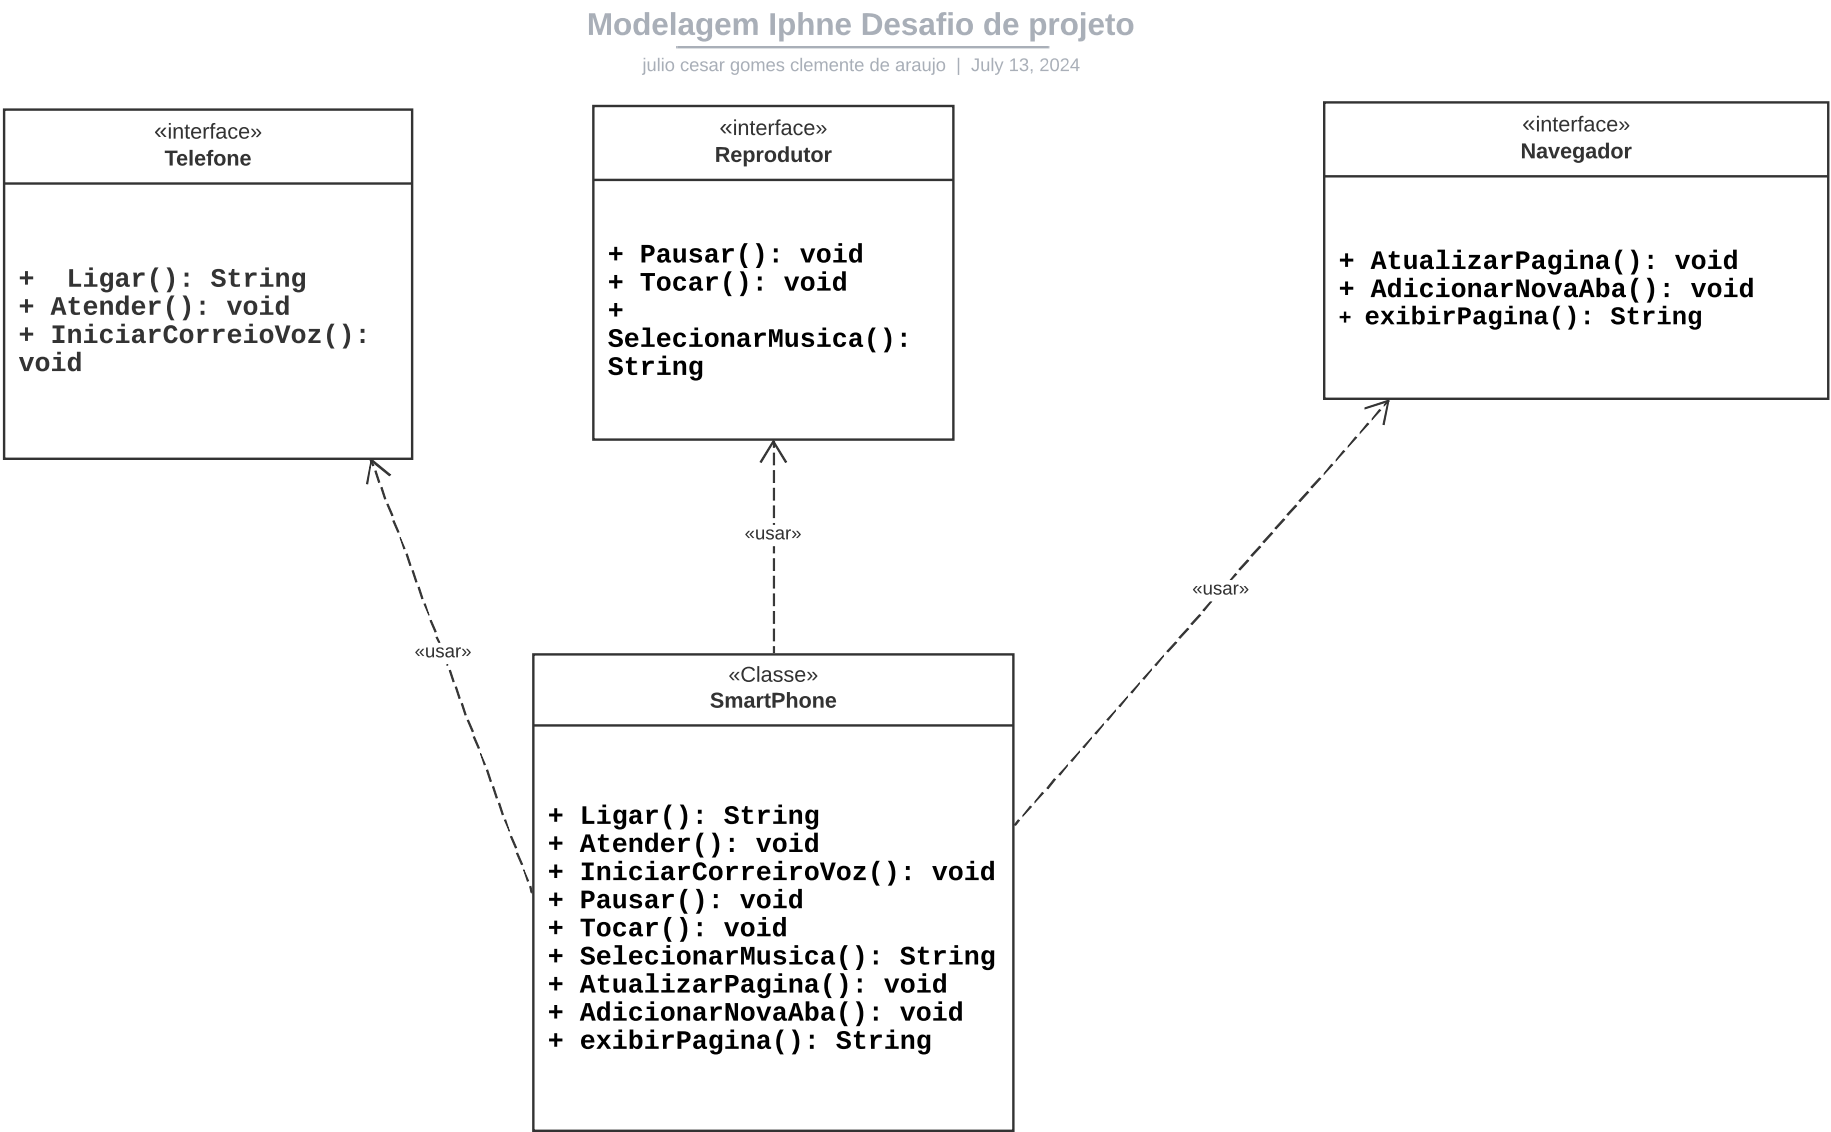 Modelagem Iphne Desafio de projeto
julio cesar gomes clemente de araujo | July 13, 2024
«interface»
Telefone
+  Ligar(): String
+ Atender(): void
+ IniciarCorreioVoz():
void
«interface»
Reprodutor
+ Pausar(): void
+ Tocar(): void
+
SelecionarMusica():
String
«interface»
Navegador
+ AtualizarPagina(): void
+ AdicionarNovaAba(): void
+ exibirPagina(): String
«usar»
«usar»
«usar»
«Classe»
SmartPhone
+ Ligar(): String
+ Atender(): void
+ IniciarCorreiroVoz(): void
+ Pausar(): void
+ Tocar(): void
+ SelecionarMusica(): String
+ AtualizarPagina(): void
+ AdicionarNovaAba(): void
+ exibirPagina(): String